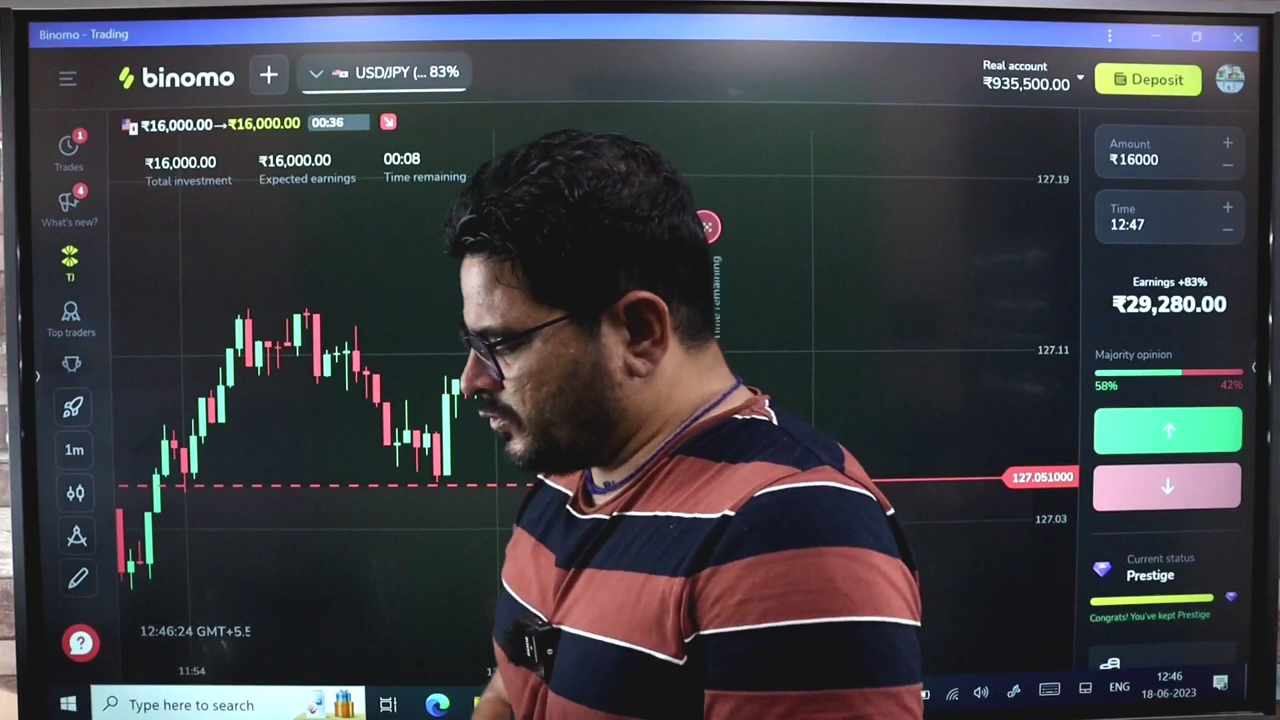 Binomo - Trading
binomo
+
USD/JPY (... 83%
Real account
₹935,500.00
Deposit
₹16,000.00→₹16,000.00 00:36
₹16,000.00
Total investment
₹16,000.00
Expected earnings
00:08
Time remaining
1
Trades
4
What's new?
TJ
Top traders
1m
?
127.19
127.11
127.051000
127.03
Time remaining
Amount
₹16000
+
−
Time
12:47
+
−
Earnings +83%
₹29,280.00
Majority opinion
58%
42%
Current status
Prestige
Congrats! You've kept Prestige
12:46:24 GMT+5.5
11:54
Type here to search
ENG
12:46
18-06-2023